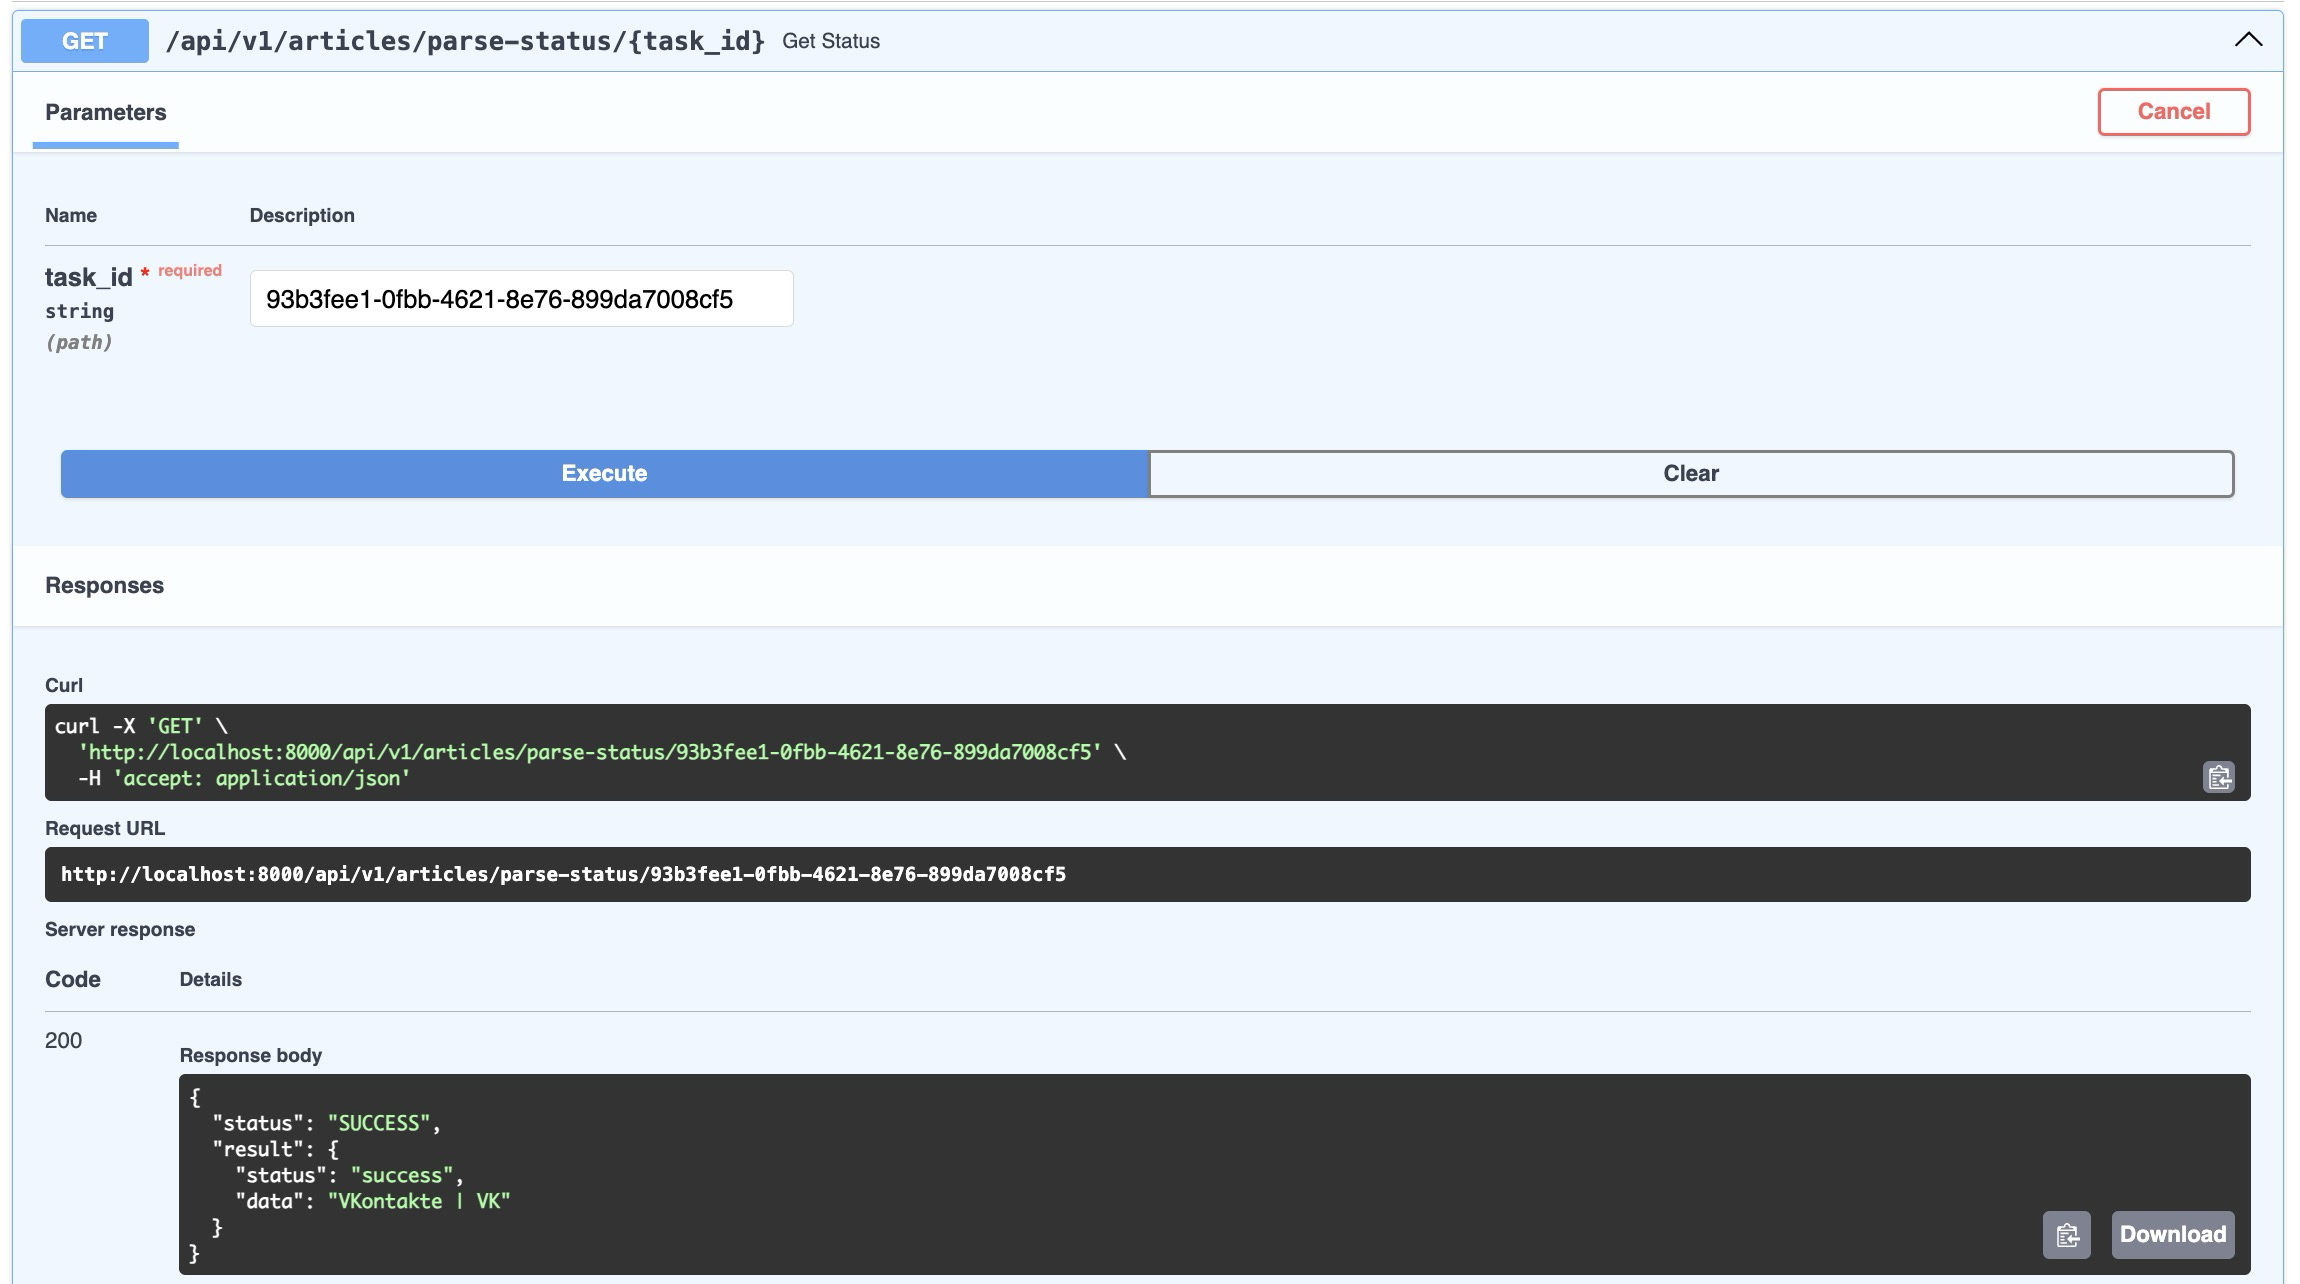 GET /api/v1/articles/parse-status/{task_id} Get Status
Parameters
Cancel
Name Description
task_id * required
string
(path)
93b3fee1-0fbb-4621-8e76-899da7008cf5
Execute
Clear
Responses
Curl
curl -X 'GET' \
  'http://localhost:8000/api/v1/articles/parse-status/93b3fee1-0fbb-4621-8e76-899da7008cf5' \
  -H 'accept: application/json'
Request URL
http://localhost:8000/api/v1/articles/parse-status/93b3fee1-0fbb-4621-8e76-899da7008cf5
Server response
Code Details
200
Response body
{
  "status": "SUCCESS",
  "result": {
    "status": "success",
    "data": "VKontakte | VK"
  }
}
Download